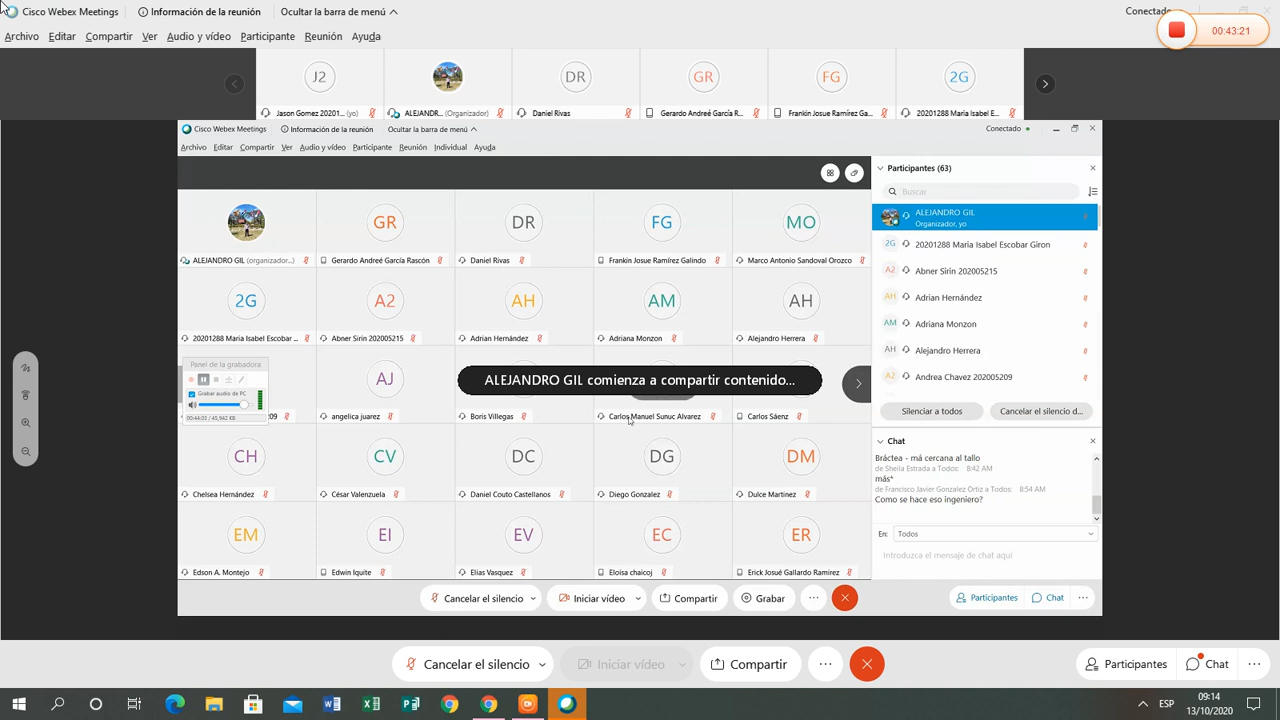 Cisco Webex Meetings Información de la reunión Ocultar la barra de menú Conectado
Archivo Editar Compartir Ver Audio y vídeo Participante Reunión Ayuda
00:43:21
J2 DR GR FG 2G
Jason Gomez 20201... (yo) ALEJANDR... (Organizador) Daniel Rivas Gerardo Andreé García R... Frankin Josue Ramírez Ga... 20201288 Maria Isabel E...
Cisco Webex Meetings Información de la reunión Ocultar la barra de menú Conectado
Archivo Editar Compartir Ver Audio y vídeo Participante Reunión Individual Ayuda
GR DR FG MO
ALEJANDRO GIL (organizador... Gerardo Andreé García Rascón Daniel Rivas Frankin Josue Ramírez Galindo Marco Antonio Sandoval Orozco
2G A2 AH AM AH
20201288 Maria Isabel Escobar ... Abner Sirin 202005215 Adrian Hernández Adriana Monzon Alejandro Herrera
Panel de la grabadora
Grabar audio de PC
AJ
ALEJANDRO GIL comienza a compartir contenido...
09 angelica juarez Boris Villegas Carlos Manuel Sunuc Alvarez Carlos Sáenz
CH CV DC DG DM
Chelsea Hernández César Valenzuela Daniel Couto Castellanos Diego Gonzalez Dulce Martinez
EM EI EV EC ER
Edson A. Montejo Edwin Iquite Elias Vasquez Eloisa chaicoj Erick Josué Gallardo Ramirez
Participantes (63)
Buscar
ALEJANDRO GIL
Organizador, yo
2G 20201288 Maria Isabel Escobar Giron
A2 Abner Sirin 202005215
AH Adrian Hernández
AM Adriana Monzon
AH Alejandro Herrera
A2 Andrea Chavez 202005209
Silenciar a todos Cancelar el silencio d...
Chat
Bráctea - má cercana al tallo
de Sheila Estrada a Todos: 8:42 AM
más*
de Francisco Javier Gonzalez Ortiz a Todos: 8:54 AM
Como se hace eso ingeniero?
En: Todos
Introduzca el mensaje de chat aquí
Cancelar el silencio Iniciar vídeo Compartir Grabar Participantes Chat
Cancelar el silencio Iniciar vídeo Compartir Participantes Chat
ESP
09:14
13/10/2020